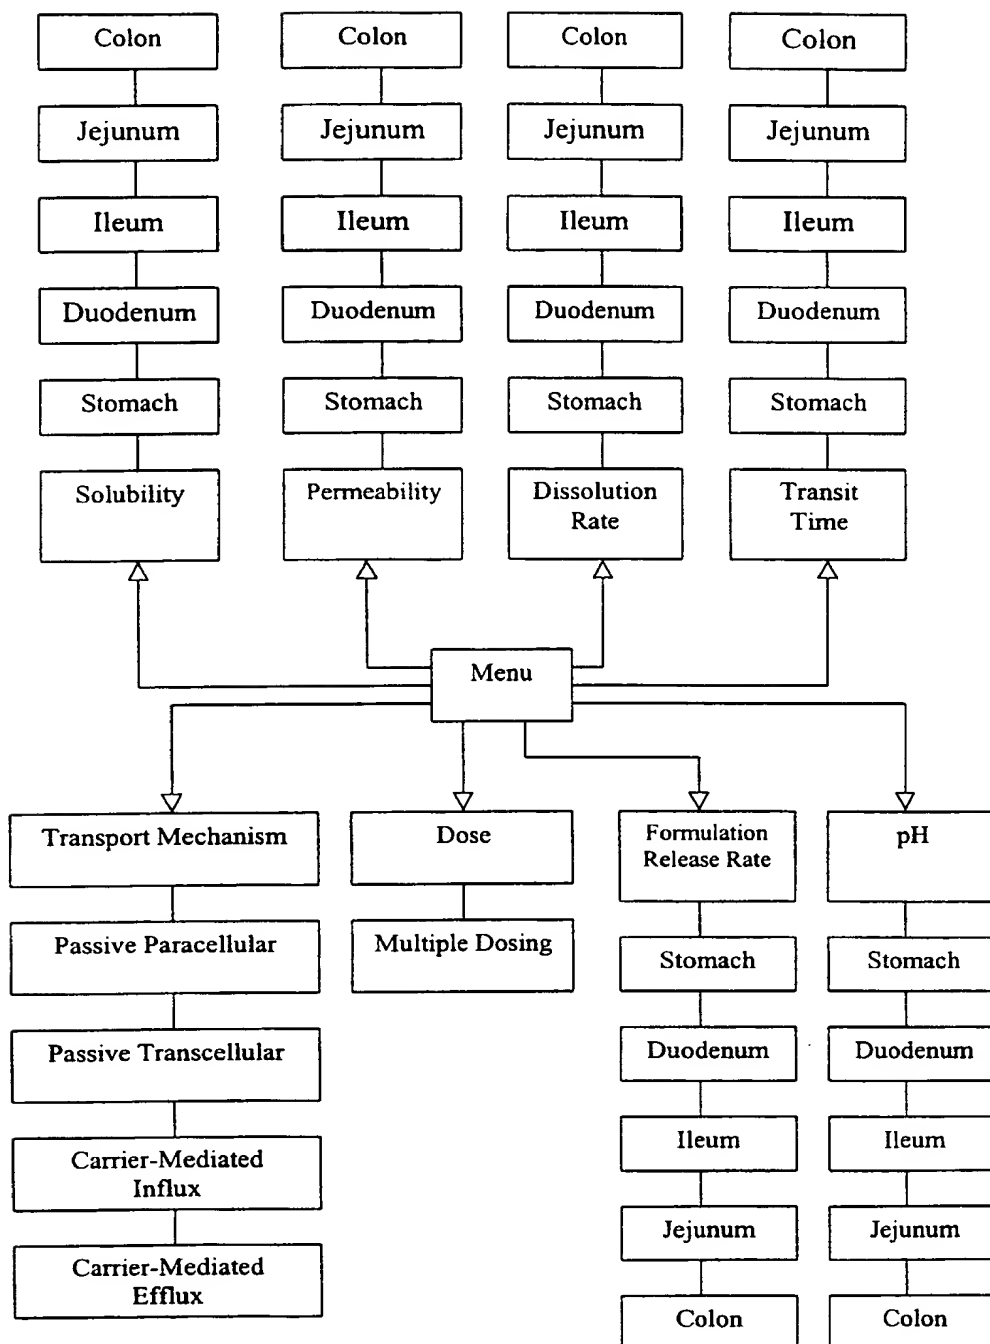 Colon
Colon
Colon
Colon
Jejunum
Jejunum
Jejunum
Jejunum
Ileum
Ileum
Ileum
Ileum
Duodenum
Duodenum
Duodenum
Duodenum
Stomach
Stomach
Stomach
Stomach
Solubility
Permeability
Dissolution
Rate
Transit
Time
Menu
Transport Mechanism
Dose
Formulation
Release Rate
pH
Passive Paracellular
Multiple Dosing
Stomach
Stomach
Passive Transcellular
Duodenum
Duodenum
Carrier-Mediated
Influx
Ileum
Ileum
Jejunum
Jejunum
Carrier-Mediated
Efflux
Colon
Colon